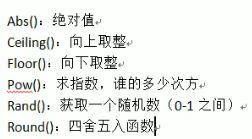 Abs()：绝对值
Ceiling()：向上取整
Floor()：向下取整
Pow()：求指数，谁的多少次方
Rand()：获取一个随机数（0-1 之间）
Round()：四舍五入函数